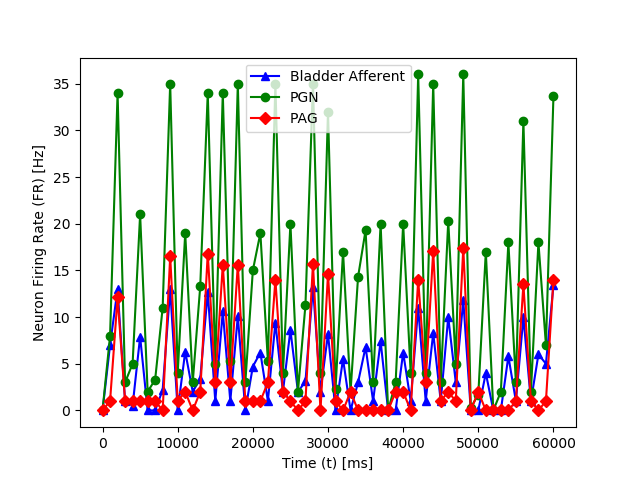 Bladder Afferent
PGN
PAG
Neuron Firing Rate (FR) [Hz]
35
30
25
20
15
10
5
0
0 10000 20000 30000 40000 50000 60000
Time (t) [ms]